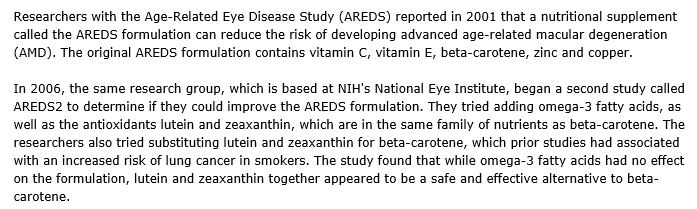 Researchers with the Age-Related Eye Disease Study (AREDS) reported in 2001 that a nutritional supplement
called the AREDS formulation can reduce the risk of developing advanced age-related macular degeneration
(AMD). The original AREDS formulation contains vitamin C, vitamin E, beta-carotene, zinc and copper.
In 2006, the same research group, which is based at NIH's National Eye Institute, began a second study called
AREDS2 to determine if they could improve the AREDS formulation. They tried adding omega-3 fatty acids, as
well as the antioxidants lutein and zeaxanthin, which are in the same family of nutrients as beta-carotene. The
researchers also tried substituting lutein and zeaxanthin for beta-carotene, which prior studies had associated
with an increased risk of lung cancer in smokers. The study found that while omega-3 fatty acids had no effect
on the formulation, lutein and zeaxanthin together appeared to be a safe and effective alternative to beta-
carotene.